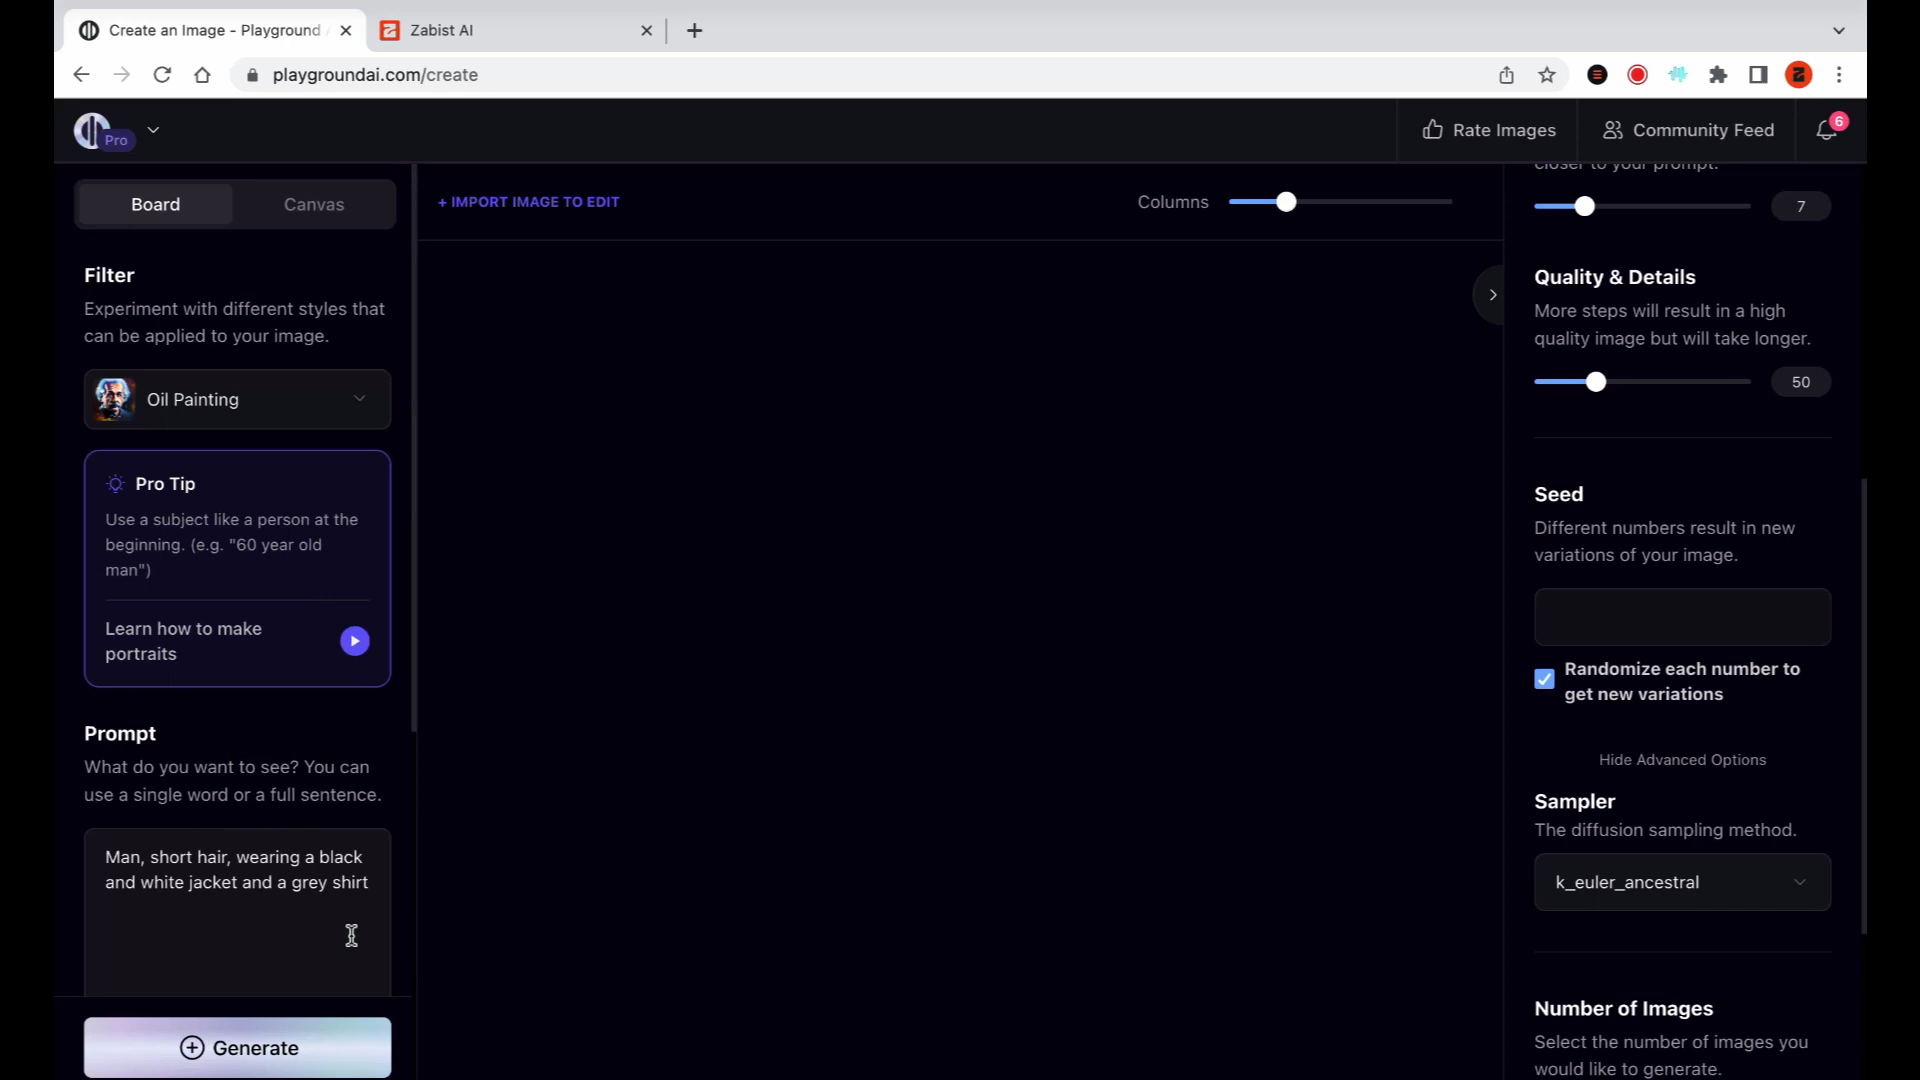 Create an Image - Playground
Zabist AI
playgroundai.com/create
Pro
Rate Images
Community Feed
6
Board
Canvas
+ IMPORT IMAGE TO EDIT
Columns
closer to your prompt.
7
Filter
Experiment with different styles that
can be applied to your image.
Oil Painting
Pro Tip
Use a subject like a person at the
beginning. (e.g. "60 year old
man")
Learn how to make
portraits
Prompt
What do you want to see? You can
use a single word or a full sentence.
Man, short hair, wearing a black
and white jacket and a grey shirt
Generate
Quality & Details
More steps will result in a high
quality image but will take longer.
50
Seed
Different numbers result in new
variations of your image.
Randomize each number to
get new variations
Hide Advanced Options
Sampler
The diffusion sampling method.
k_euler_ancestral
Number of Images
Select the number of images you
would like to generate.